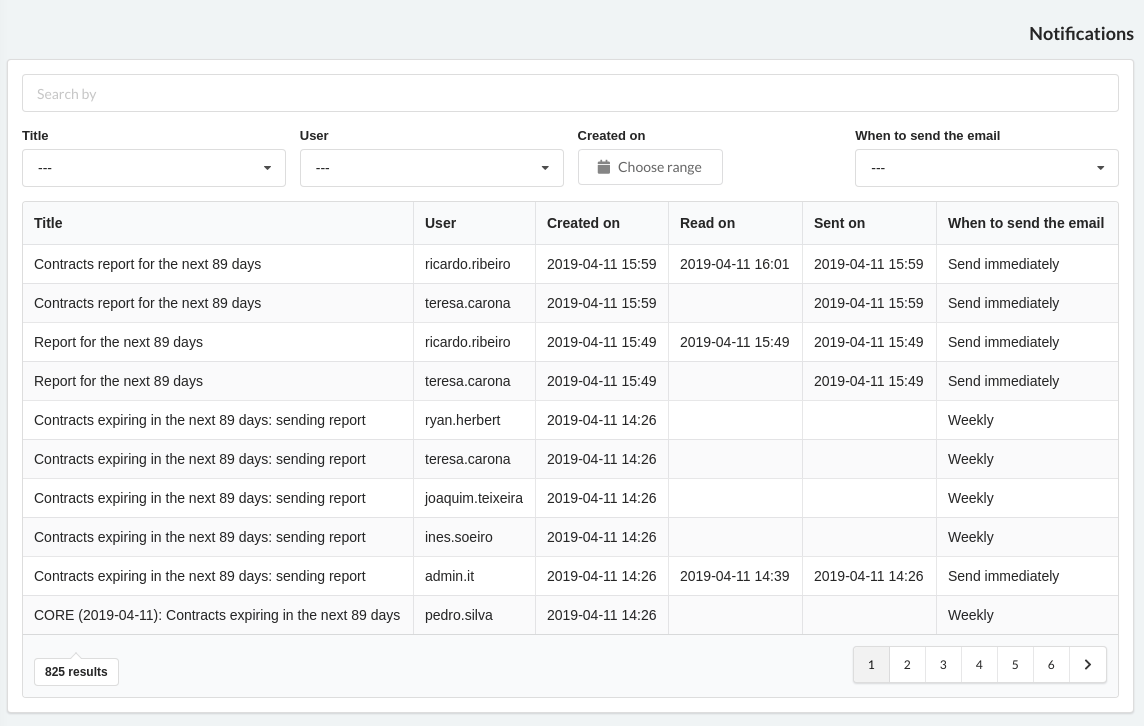 Notifications
Search by
Title User Created on When to send the email
--- --- Choose range ---
Title User Created on Read on Sent on When to send the email
Contracts report for the next 89 days ricardo.ribeiro 2019-04-11 15:59 2019-04-11 16:01 2019-04-11 15:59 Send immediately
Contracts report for the next 89 days teresa.carona 2019-04-11 15:59 2019-04-11 15:59 Send immediately
Report for the next 89 days ricardo.ribeiro 2019-04-11 15:49 2019-04-11 15:49 2019-04-11 15:49 Send immediately
Report for the next 89 days teresa.carona 2019-04-11 15:49 2019-04-11 15:49 Send immediately
Contracts expiring in the next 89 days: sending report ryan.herbert 2019-04-11 14:26 Weekly
Contracts expiring in the next 89 days: sending report teresa.carona 2019-04-11 14:26 Weekly
Contracts expiring in the next 89 days: sending report joaquim.teixeira 2019-04-11 14:26 Weekly
Contracts expiring in the next 89 days: sending report ines.soeiro 2019-04-11 14:26 Weekly
Contracts expiring in the next 89 days: sending report admin.it 2019-04-11 14:26 2019-04-11 14:39 2019-04-11 14:26 Send immediately
CORE (2019-04-11): Contracts expiring in the next 89 days pedro.silva 2019-04-11 14:26 Weekly
825 results 1 2 3 4 5 6